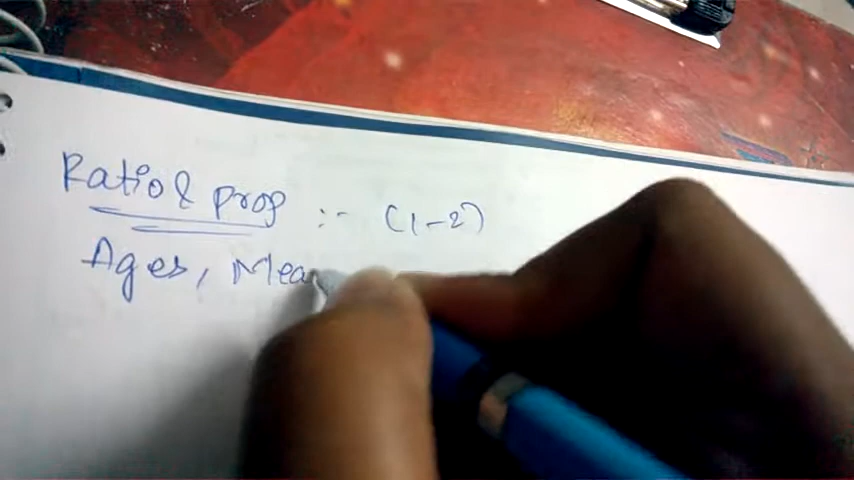 Ratio & Prop :- (1-2)
Ages, Mea